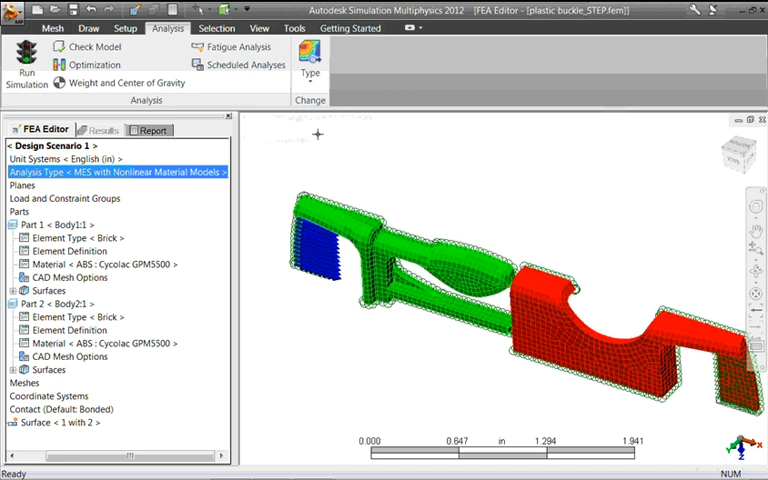 Autodesk Simulation Multiphysics 2012 - [FEA Editor - [plastic buckle_STEP.fem]]
Mesh Draw Setup Analysis Selection View Tools Getting Started
Run Simulation
Check Model
Optimization
Weight and Center of Gravity
Fatigue Analysis
Scheduled Analyses
Type
Analysis
Change
FEA Editor Results Report
< Design Scenario 1 >
Unit Systems < English (in) >
Analysis Type < MES with Nonlinear Material Models >
Planes
Load and Constraint Groups
Parts
Part 1 < Body1:1 >
Element Type < Brick >
Element Definition
Material < ABS : Cycolac GPM5500 >
CAD Mesh Options
Surfaces
Part 2 < Body2:1 >
Element Type < Brick >
Element Definition
Material < ABS : Cycolac GPM5500 >
CAD Mesh Options
Surfaces
Meshes
Coordinate Systems
Contact (Default: Bonded)
Surface < 1 with 2 >
0.000 0.647 in 1.294 1.941
X
Y
Z
Ready
NUM